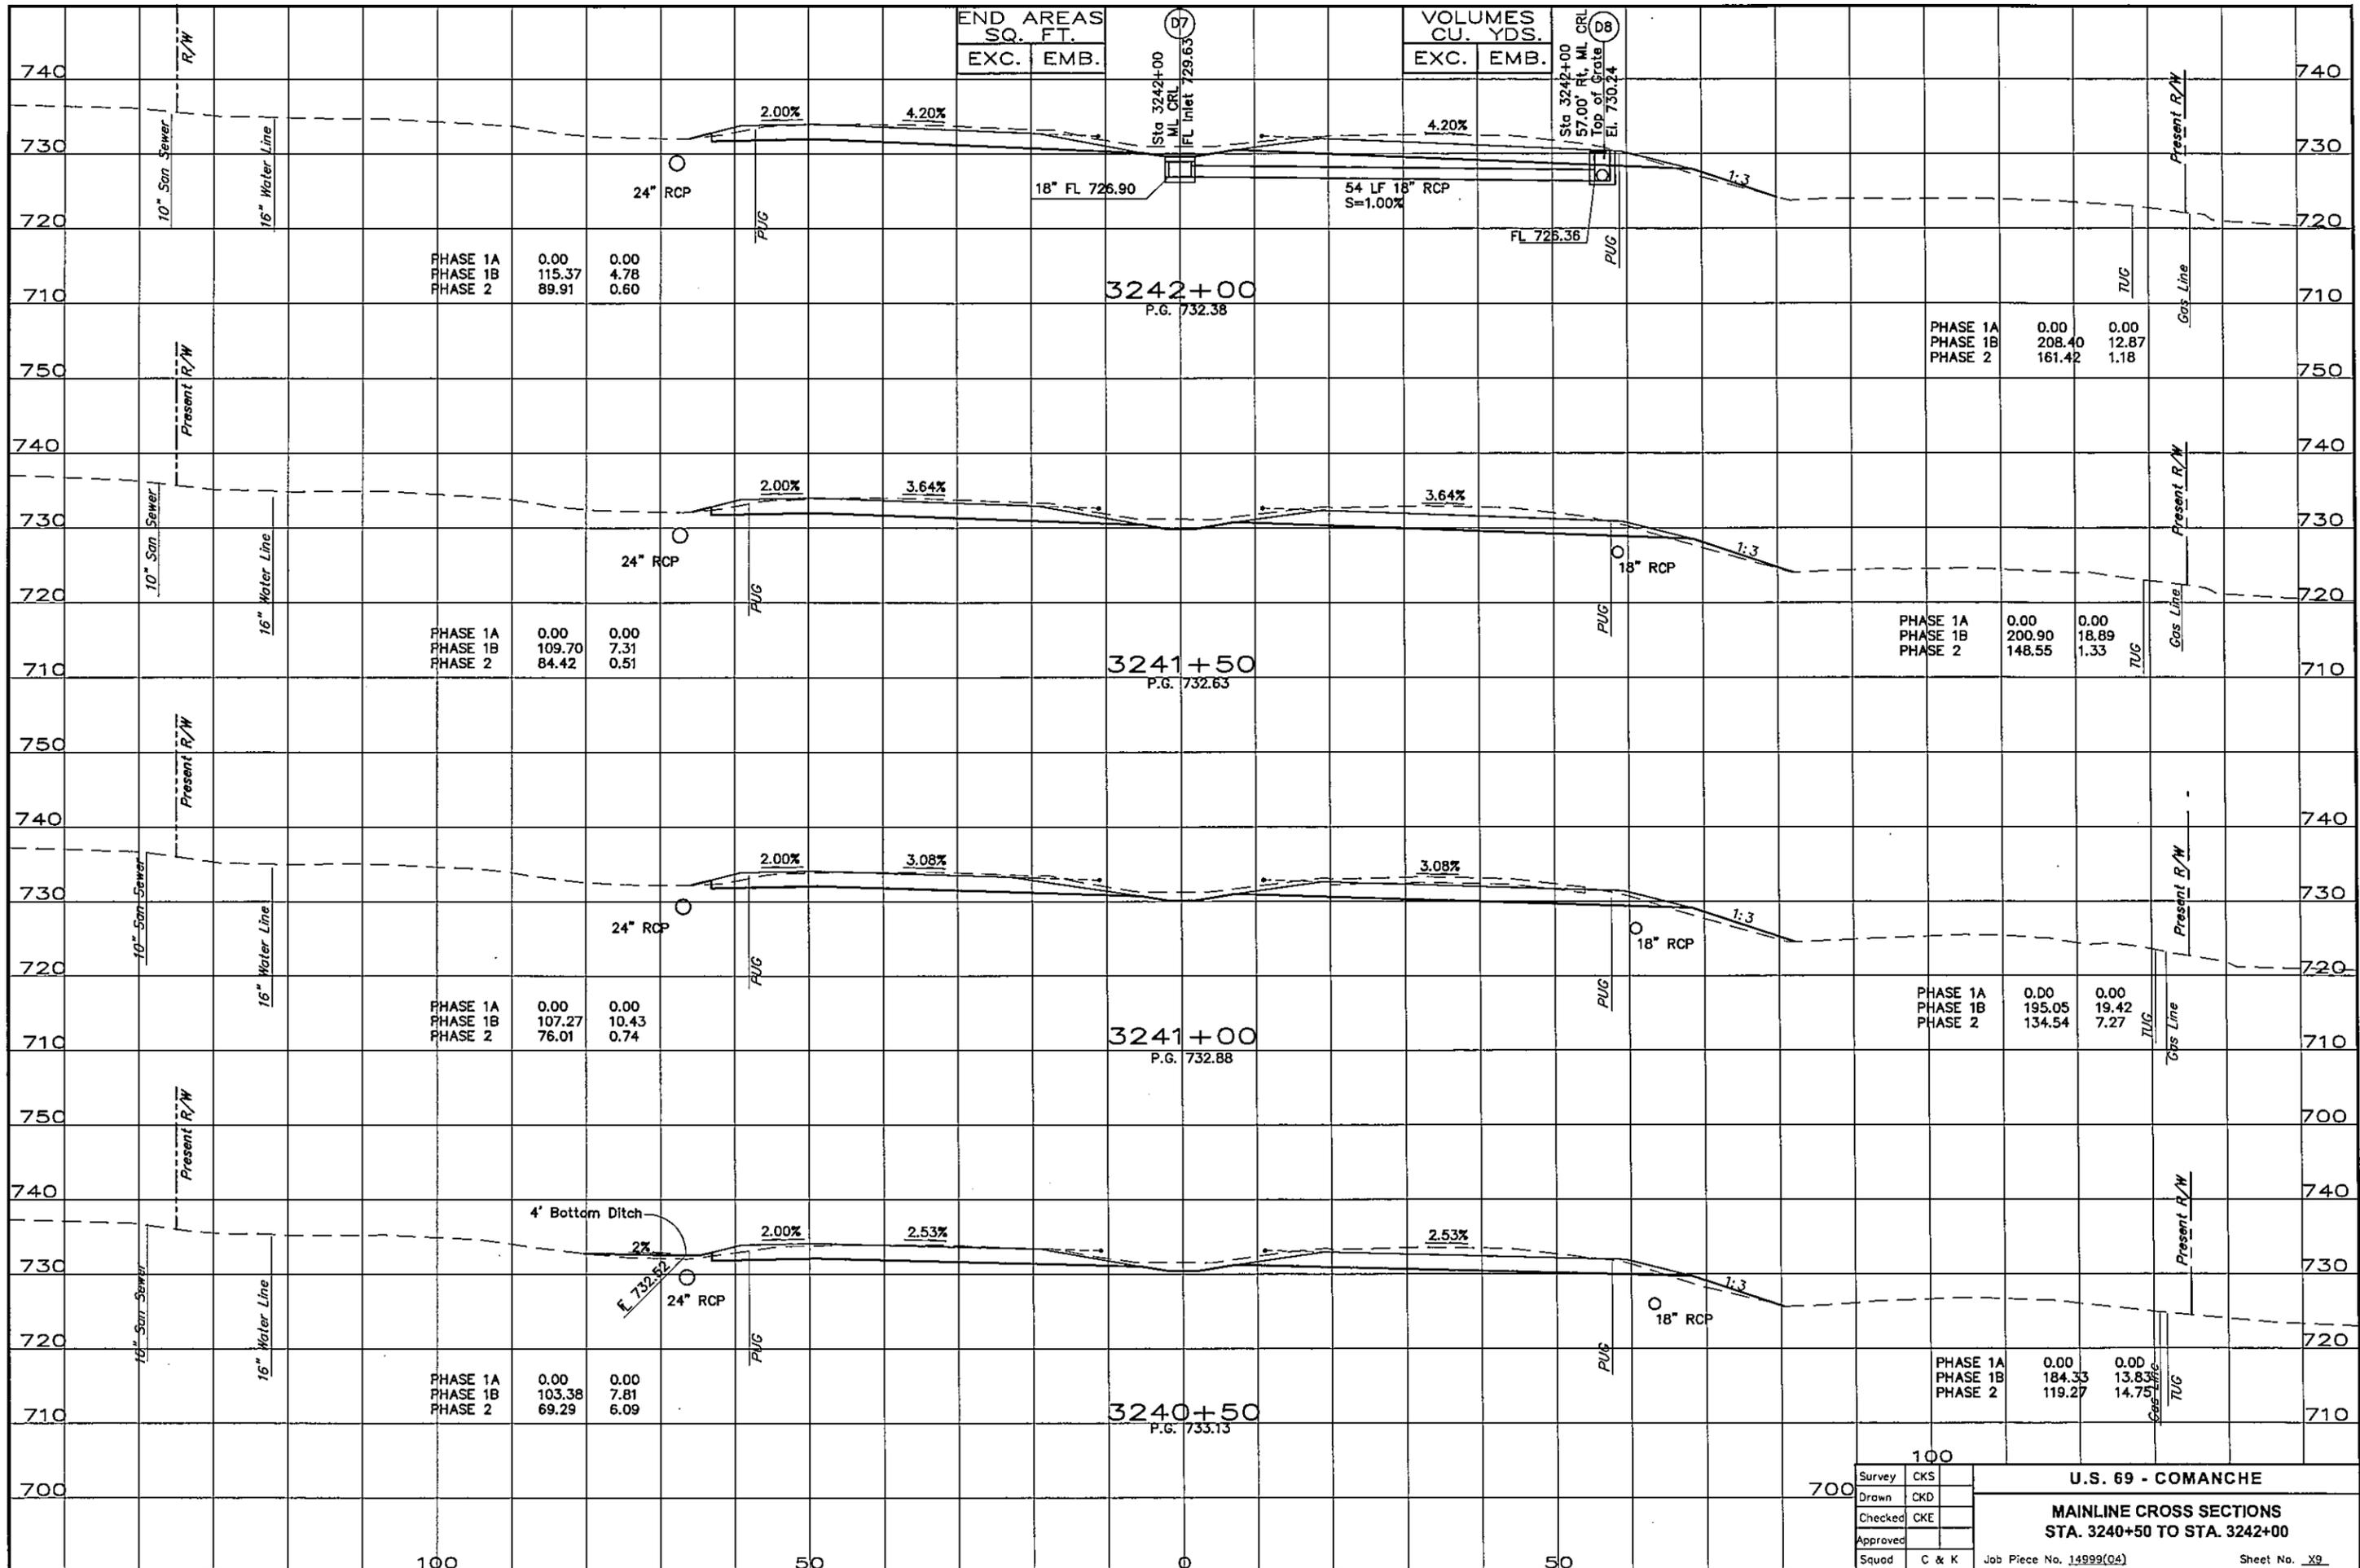 END AREAS
SQ. FT.
EXC. EMB.
D7
Sta 3242+00
ML CRL
FL Inlet 729.63
VOLUMES
CU. YDS.
EXC. EMB.
D8
Sta 3242+00
57.00' Rt, ML CRL
Top of Grate
El. 730.24
R/W
Present R/W
740 740
2.00% 4.20% 4.20%
730 730
10" San Sewer
16" Water Line
24" RCP
18" FL 726.90
54 LF 18" RCP
S=1.00%
1:3
720 720
PUG
FL 726.36
PUG
TUG
Gas Line
PHASE 1A 0.00 0.00
PHASE 1B 115.37 4.78
PHASE 2 89.91 0.60
710 710
3242+00
P.G. 732.38
PHASE 1A 0.00 0.00
PHASE 1B 208.40 12.87
PHASE 2 161.42 1.18
750 750
Present R/W
Present R/W
740 740
2.00% 3.64% 3.64%
730 730
10" San Sewer
16" Water Line
24" RCP
18" RCP
1:3
720 720
PUG
PUG
TUG
Gas Line
PHASE 1A 0.00 0.00
PHASE 1B 109.70 7.31
PHASE 2 84.42 0.51
PHASE 1A 0.00 0.00
PHASE 1B 200.90 18.89
PHASE 2 148.55 1.33
710 710
3241+50
P.G. 732.63
750
Present R/W
Present R/W
740 740
2.00% 3.08% 3.08%
730 730
10" San Sewer
16" Water Line
24" RCP
18" RCP
1:3
720 720
PUG
PUG
TUG
Gas Line
PHASE 1A 0.00 0.00
PHASE 1B 107.27 10.43
PHASE 2 76.01 0.74
PHASE 1A 0.00 0.00
PHASE 1B 195.05 19.42
PHASE 2 134.54 7.27
710 710
3241+00
P.G. 732.88
750 700
Present R/W
Present R/W
740 740
4' Bottom Ditch
2% 2.00% 2.53% 2.53%
730 730
FL 732.52
10" San Sewer
16" Water Line
24" RCP
18" RCP
1:3
720 720
PUG
PUG
Gas Line
TUG
PHASE 1A 0.00 0.00
PHASE 1B 103.38 7.81
PHASE 2 69.29 6.09
PHASE 1A 0.00 0.00
PHASE 1B 184.33 13.83
PHASE 2 119.27 14.75
710 710
3240+50
P.G. 733.13
100
700 700
100 50 0 50
Survey CKS
Drawn CKD
Checked CKE
Approved
Squad C & K
U.S. 69 - COMANCHE
MAINLINE CROSS SECTIONS
STA. 3240+50 TO STA. 3242+00
Job Piece No. 14999(04) Sheet No. X9